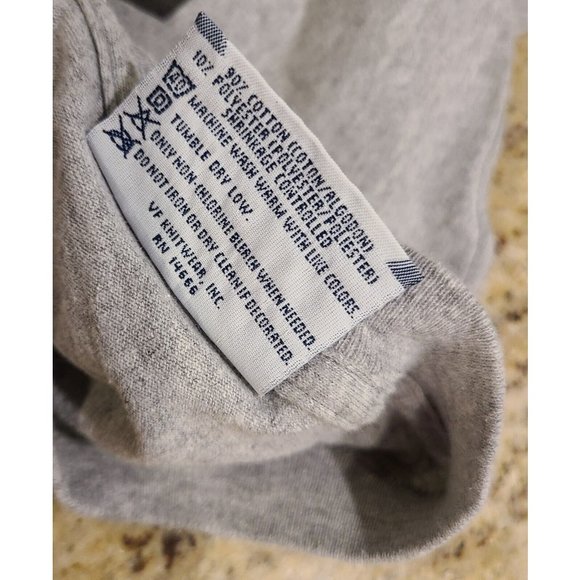 90% COTTON (COTON/ALGODON)
10% POLYESTER (POLYESTER/POLIESTER)
SHRINKAGE CONTROLLED
MACHINE WASH WARM WITH LIKE COLORS.
TUMBLE DRY LOW.
ONLY NON-CHLORINE BLEACH WHEN NEEDED.
DO NOT IRON OR DRY CLEAN IF DECORATED.
VF KNITWEAR, INC.
RN 14666
40